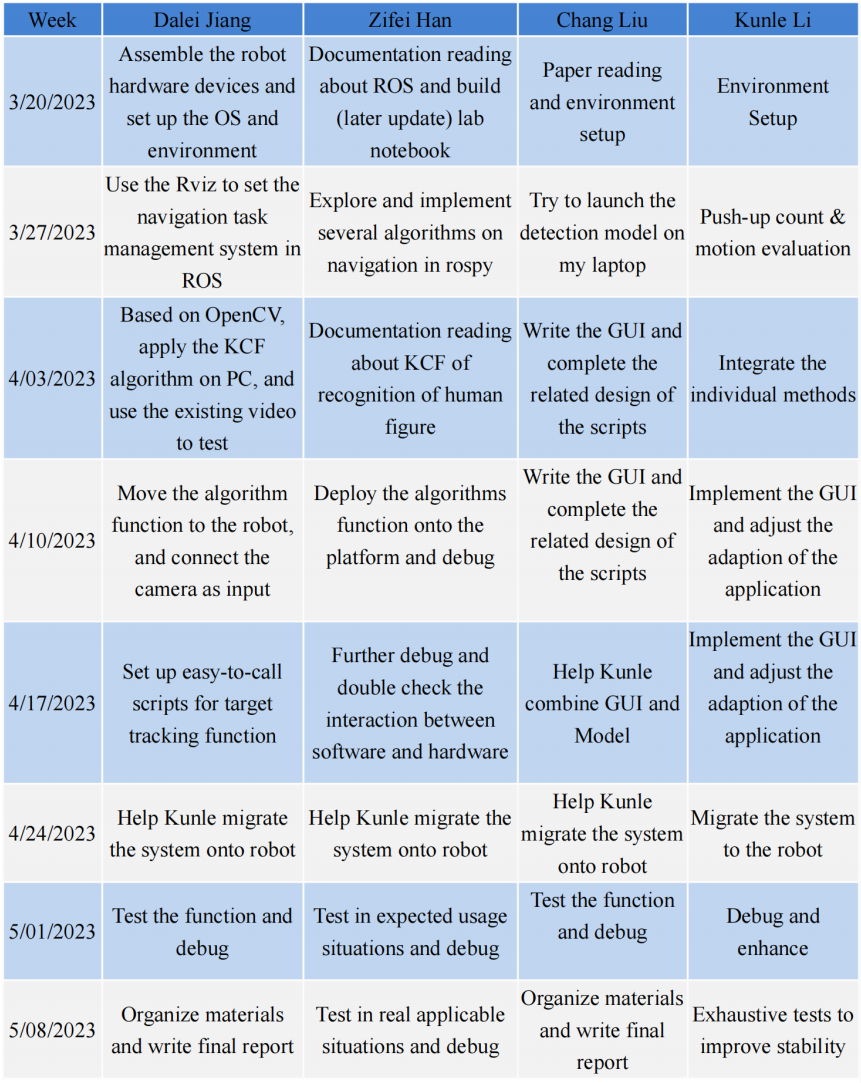 Week Dalei Jiang Zifei Han Chang Liu Kunle Li
3/20/2023
Assemble the robot
hardware devices and
set up the OS and
environment
Documentation reading
about ROS and build
(later update) lab
notebook
Paper reading
and environment
setup
Environment
Setup
3/27/2023
Use the Rviz to set the
navigation task
management system in
ROS
Explore and implement
several algorithms on
navigation in rospy
Try to launch the
detection model on
my laptop
Push-up count &
motion evaluation
4/03/2023
Based on OpenCV,
apply the KCF
algorithm on PC, and
use the existing video
to test
Documentation reading
about KCF of
recognition of human
figure
Write the GUI and
complete the
related design of
the scripts
Integrate the
individual methods
4/10/2023
Move the algorithm
function to the robot,
and connect the
camera as input
Deploy the algorithms
function onto the
platform and debug
Write the GUI and
complete the
related design of
the scripts
Implement the GUI
and adjust the
adaption of the
application
4/17/2023
Set up easy-to-call
scripts for target
tracking function
Further debug and
double check the
interaction between
software and hardware
Help Kunle
combine GUI and
Model
Implement the GUI
and adjust the
adaption of the
application
4/24/2023
Help Kunle migrate
the system onto robot
Help Kunle migrate the
system onto robot
Help Kunle
migrate the system
onto robot
Migrate the system
to the robot
5/01/2023
Test the function and
debug
Test in expected usage
situations and debug
Test the function
and debug
Debug and
enhance
5/08/2023
Organize materials
and write final report
Test in real applicable
situations and debug
Organize materials
and write final
report
Exhaustive tests to
improve stability